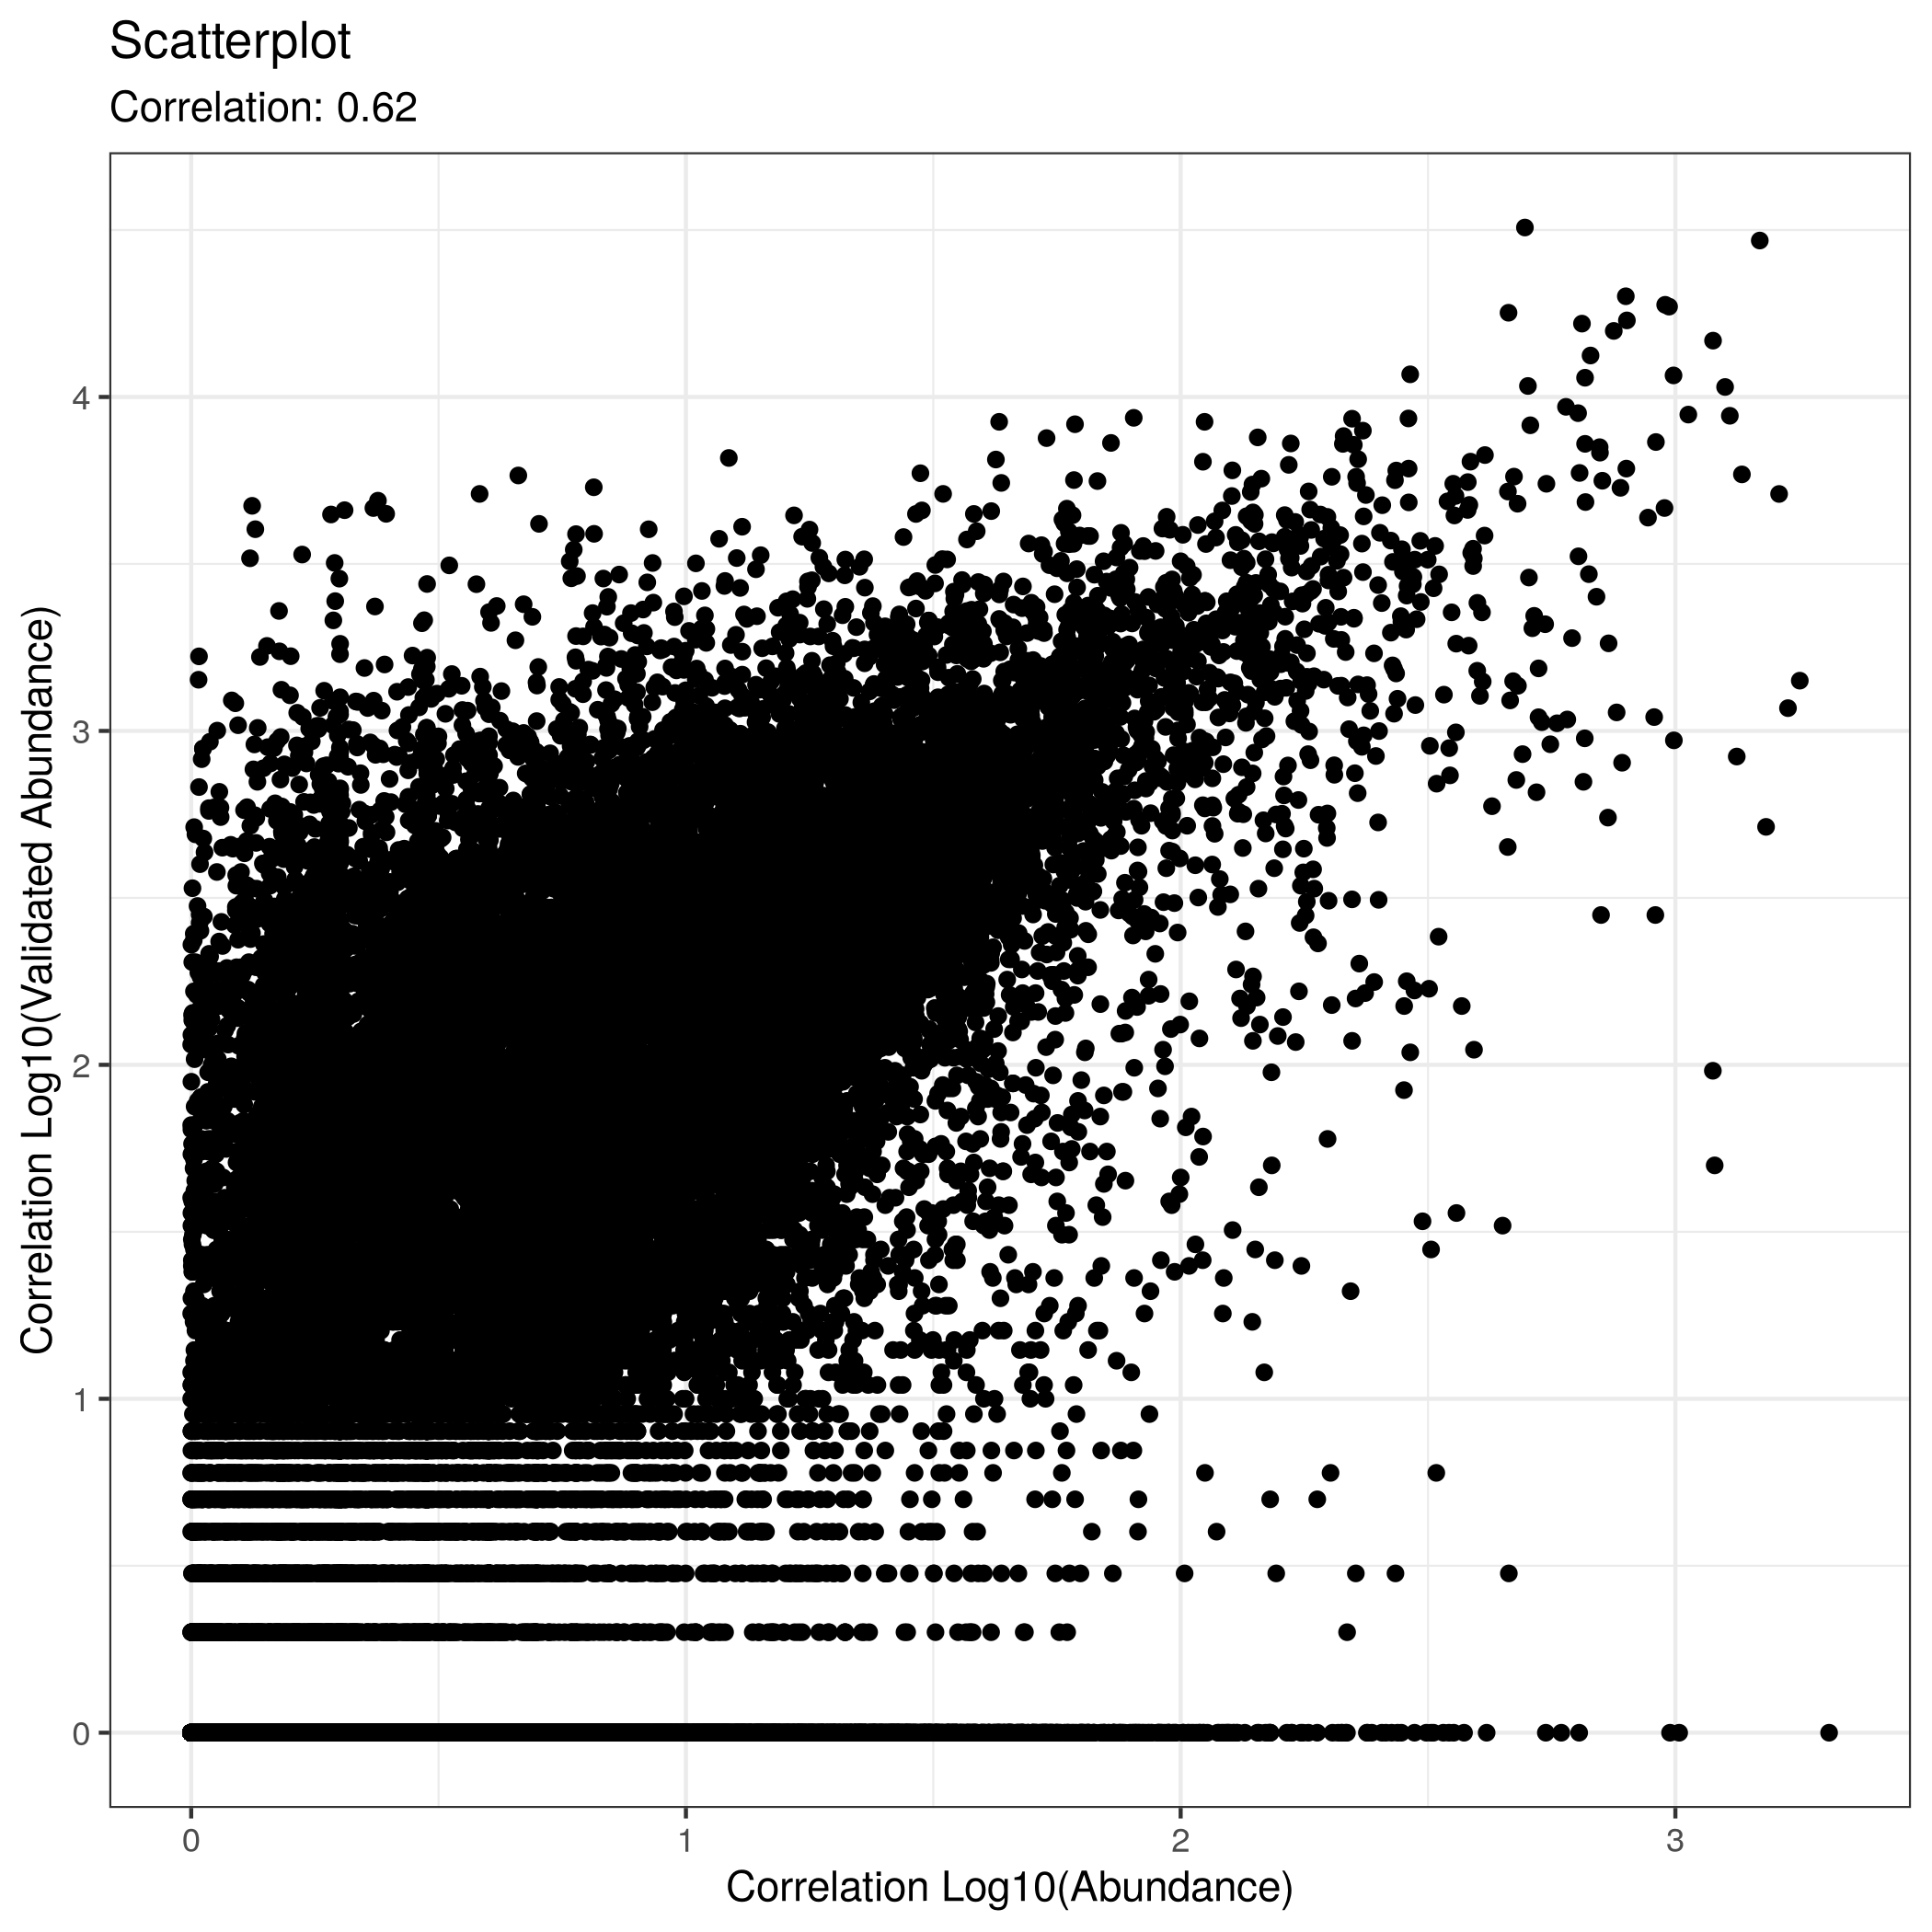 Scatterplot
Correlation: 0.62
Correlation Log10(Validated Abundance)
4
3
2
1
0
0 1 2 3
Correlation Log10(Abundance)